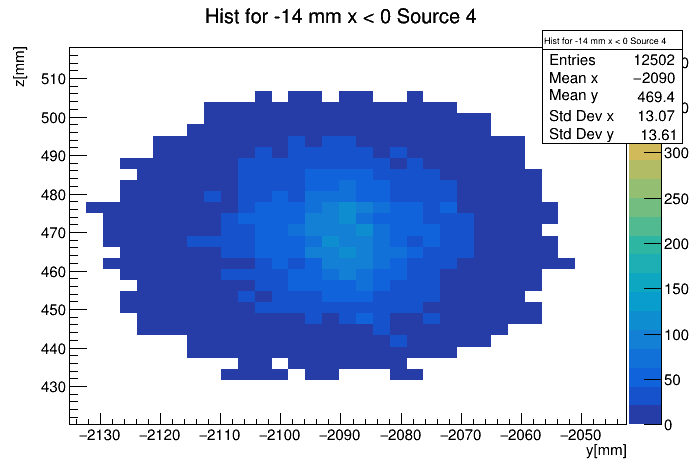 Hist for -14 mm x < 0 Source 4
z[mm]
Hist for -14 mm x < 0 Source 4
Entries 12502
Mean x −2090
Mean y 469.4
Std Dev x 13.07
Std Dev y 13.61
510
500
490
480
470
460
450
440
430
300
250
200
150
100
50
0
−2130 −2120 −2110 −2100 −2090 −2080 −2070 −2060 −2050
y[mm]